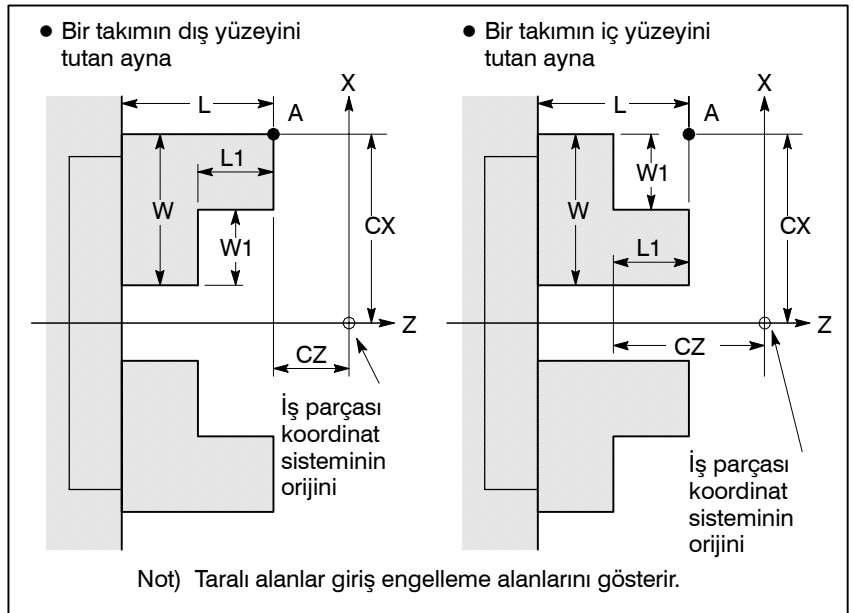 ● Bir takımın dış yüzeyini
tutan ayna
L
X
A
L1
W
W1
CX
Z
CZ
İş parçası
koordinat
sisteminin
orijini
● Bir takımın iç yüzeyini
tutan ayna
L
X
A
W1
W
CX
L1
Z
CZ
İş parçası
koordinat
sisteminin
orijini
Not) Taralı alanlar giriş engelleme alanlarını gösterir.